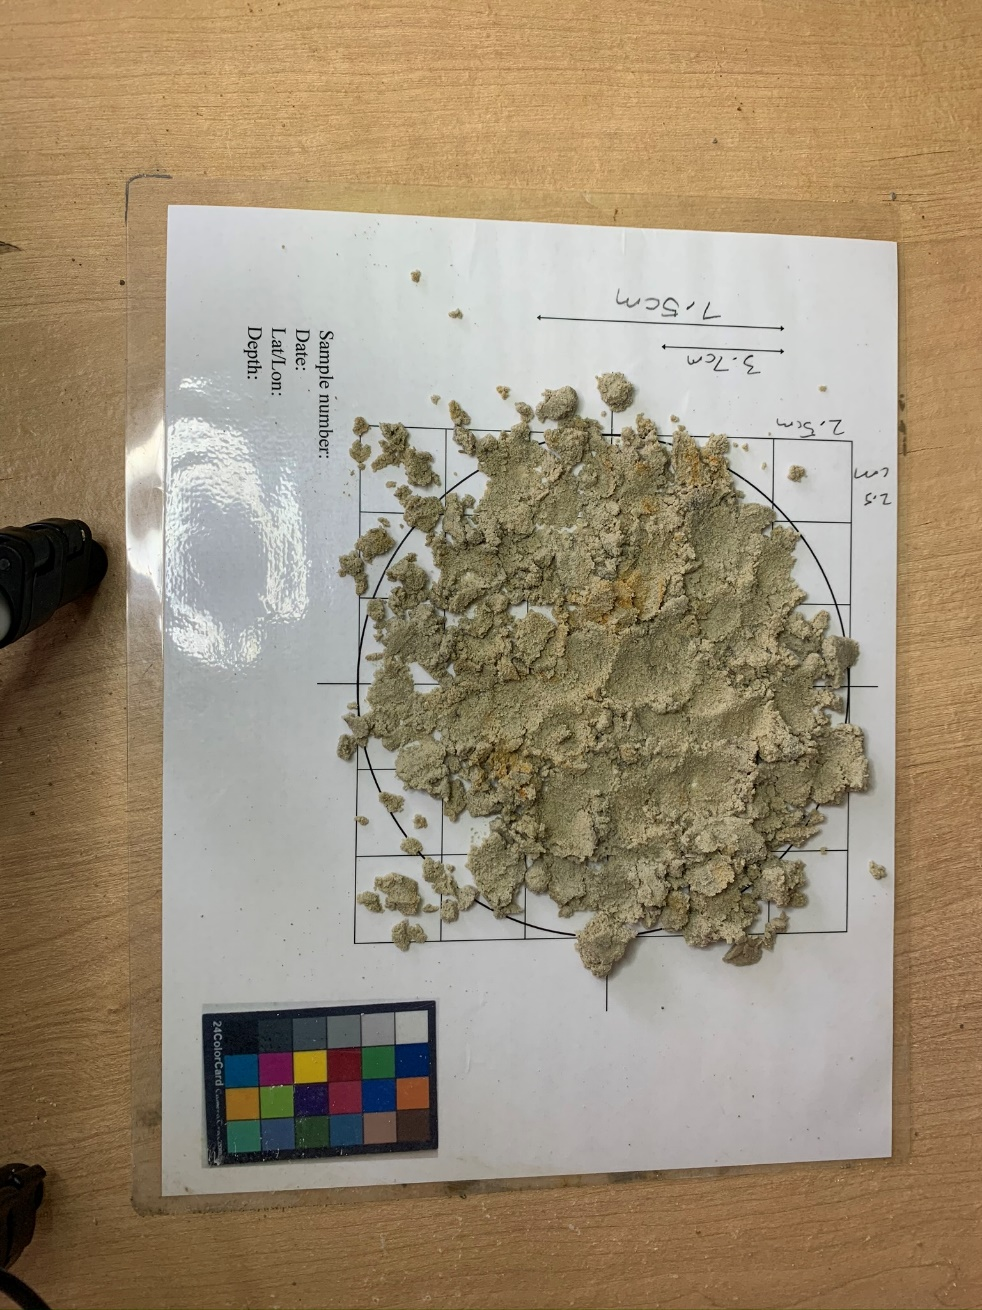 Sample number:
Date:
Lat/Lon:
Depth:
7.5cm
3.7cm
2.5cm
2.5
cm
24ColorCard